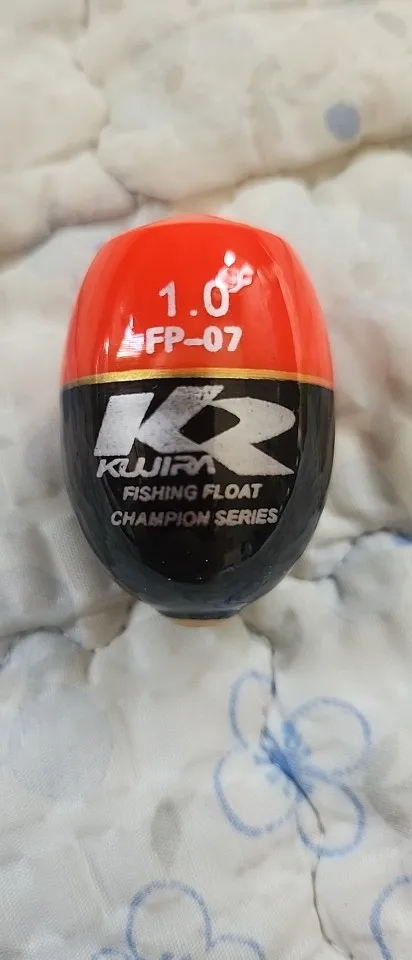 1.0
FP-07
KR
KUJIRA
FISHING FLOAT
CHAMPION SERIES